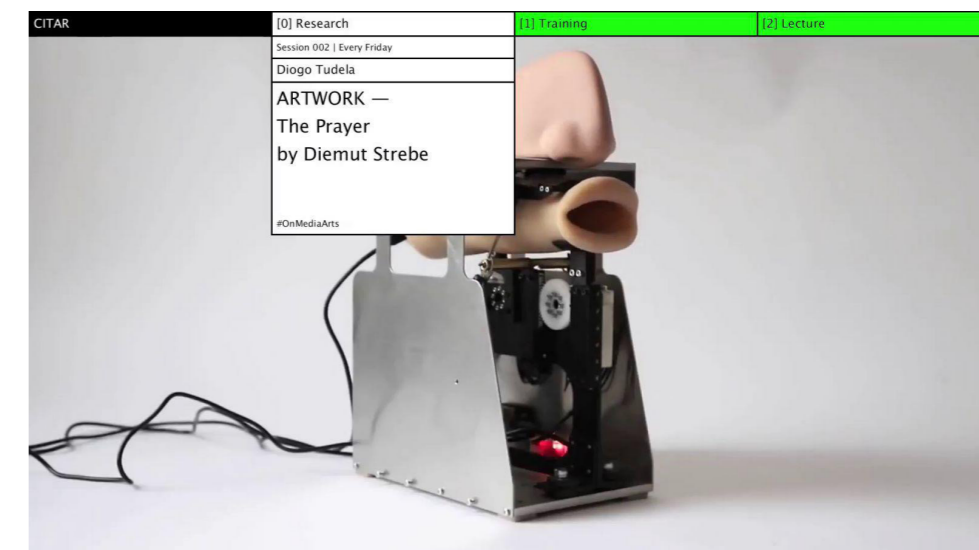 CITAR
[0] Research
[1] Training
[2] Lecture
Session 002 | Every Friday
Diogo Tudela
ARTWORK —
The Prayer
by Diemut Strebe
#OnMediaArts